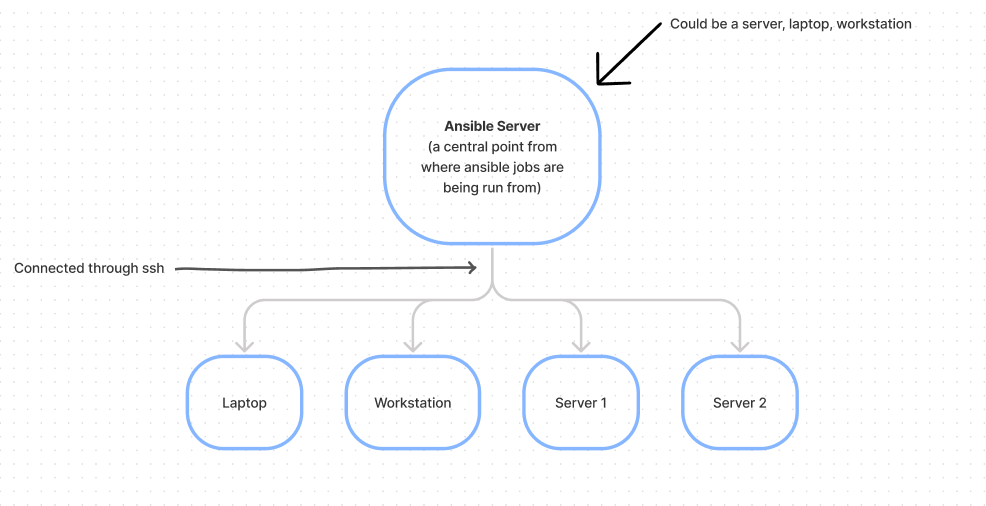 Could be a server, laptop, workstation
Ansible Server
(a central point from
where ansible jobs are
being run from)
Connected through ssh
Laptop
Workstation
Server 1
Server 2